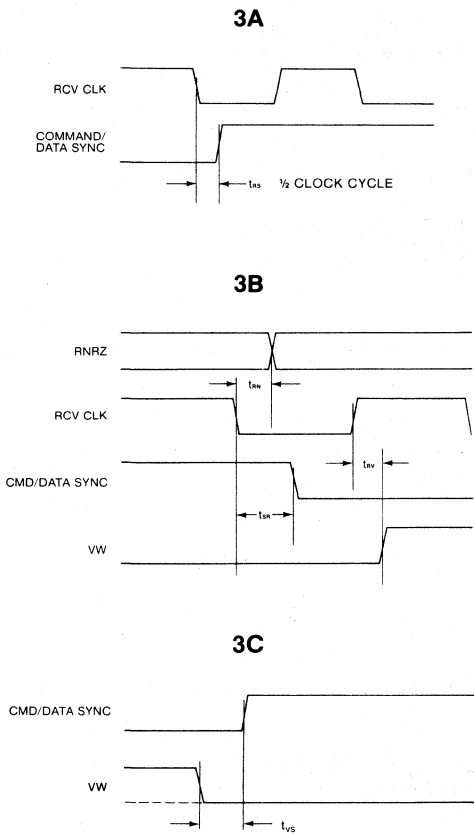 3A
RCV CLK
COMMAND/
DATA SYNC
tRS ½ CLOCK CYCLE
3B
RNRZ
tRN
RCV CLK
tRV
CMD/DATA SYNC
tSR
VW
3C
CMD/DATA SYNC
VW
tVS